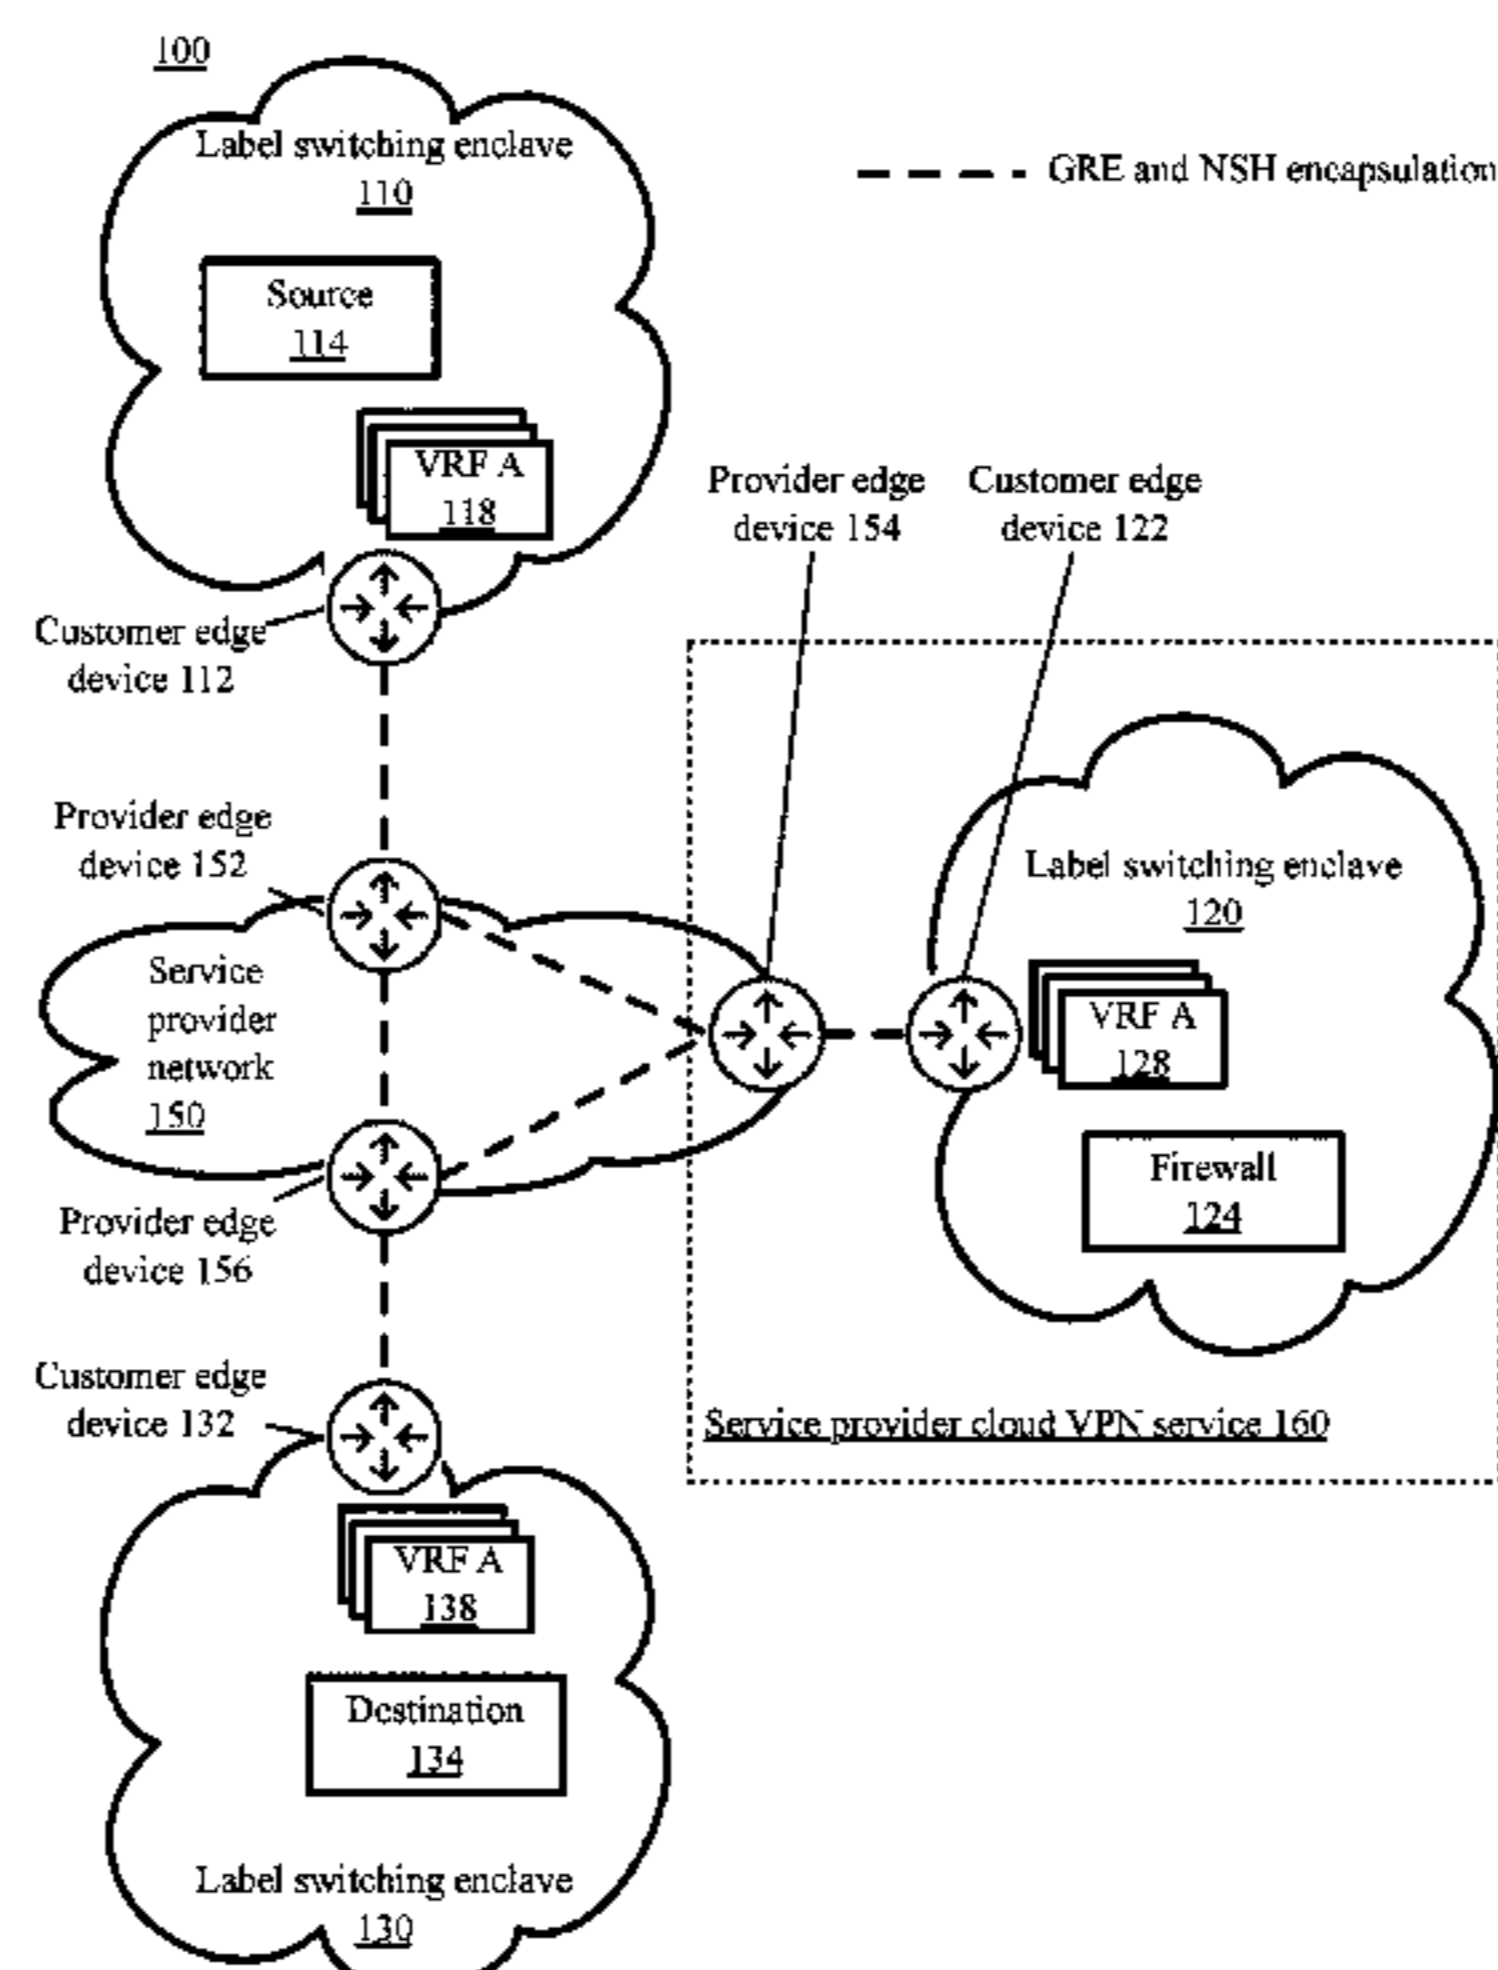 100
Label switching enclave
110
GRE and NSH encapsulation
Source
114
VRF A
118
Provider edge
device 154
Customer edge
device 122
Customer edge
device 112
Provider edge
device 152
Label switching enclave
120
Service
provider
network
150
VRF A
128
Firewall
124
Provider edge
device 156
Customer edge
device 132
Service provider cloud VPN service 160
VRF A
138
Destination
134
Label switching enclave
130